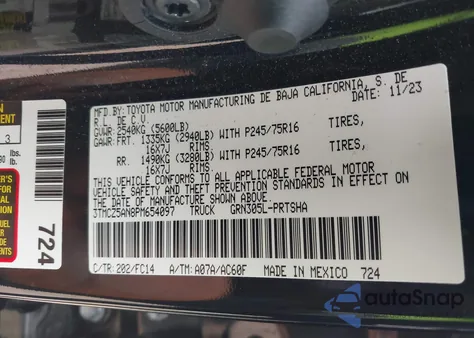 MFD.BY: TOYOTA MOTOR MANUFACTURING DE BAJA CALIFORNIA, S. DE
R. L. DE C.V. 11/23
GVWR: 2540KG (5600LB)
GAWR: FRT. 1335KG (2940LB) WITH P245/75R16 TIRES,
16X7J RIMS
RR. 1490KG (3280LB) WITH P245/75R16 TIRES,
16X7J RIMS
THIS VEHICLE CONFORMS TO ALL APPLICABLE FEDERAL MOTOR
VEHICLE SAFETY AND THEFT PREVENTION STANDARDS IN EFFECT ON
THE DATE OF MANUFACTURE SHOWN ABOVE.
3TMCZ5AN8PM654097 TRUCK GRN305L-PRTSHA
C/TR: 202/FC14 A/TM: A07A/AC60F MADE IN MEXICO 724
724
3
lbs.
autoSnap